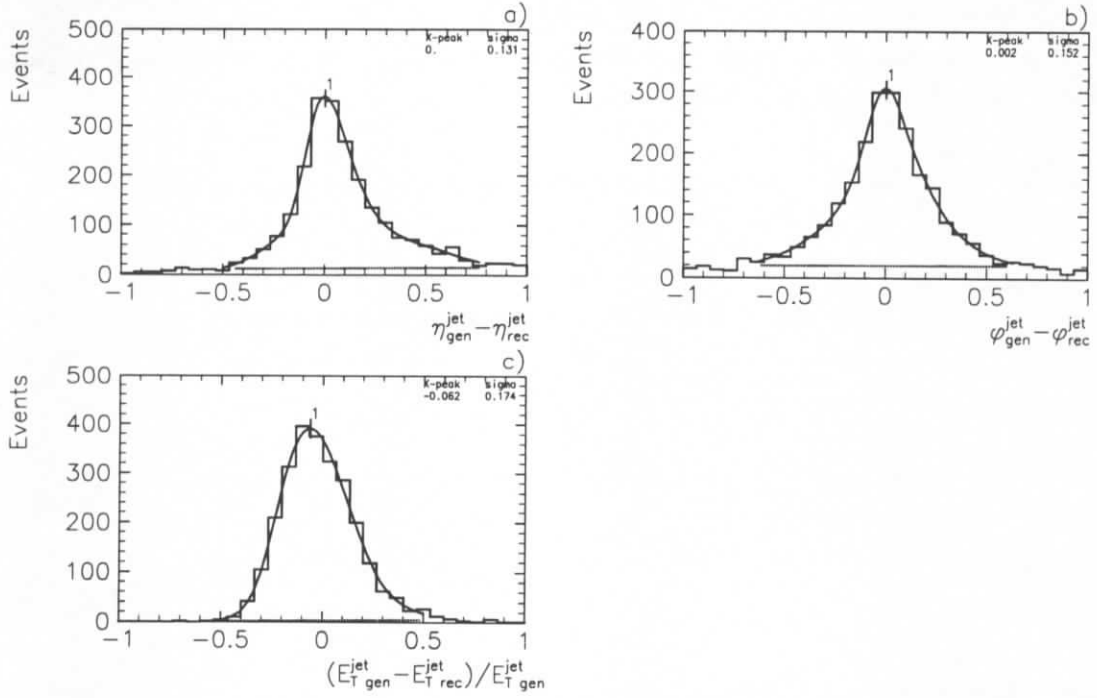 a)
Events
500
400
300
200
100
0
X-peak sigma
0. 0.131
1
-1 -0.5 0 0.5 1
η^jet_gen − η^jet_rec
b)
Events
400
300
200
100
0
X-peak sigma
0.002 0.152
1
-1 -0.5 0 0.5 1
φ^jet_gen − φ^jet_rec
c)
Events
500
400
300
200
100
0
X-peak sigma
-0.062 0.174
1
-1 -0.5 0 0.5 1
(E^jet_T gen − E^jet_T rec)/E^jet_T gen